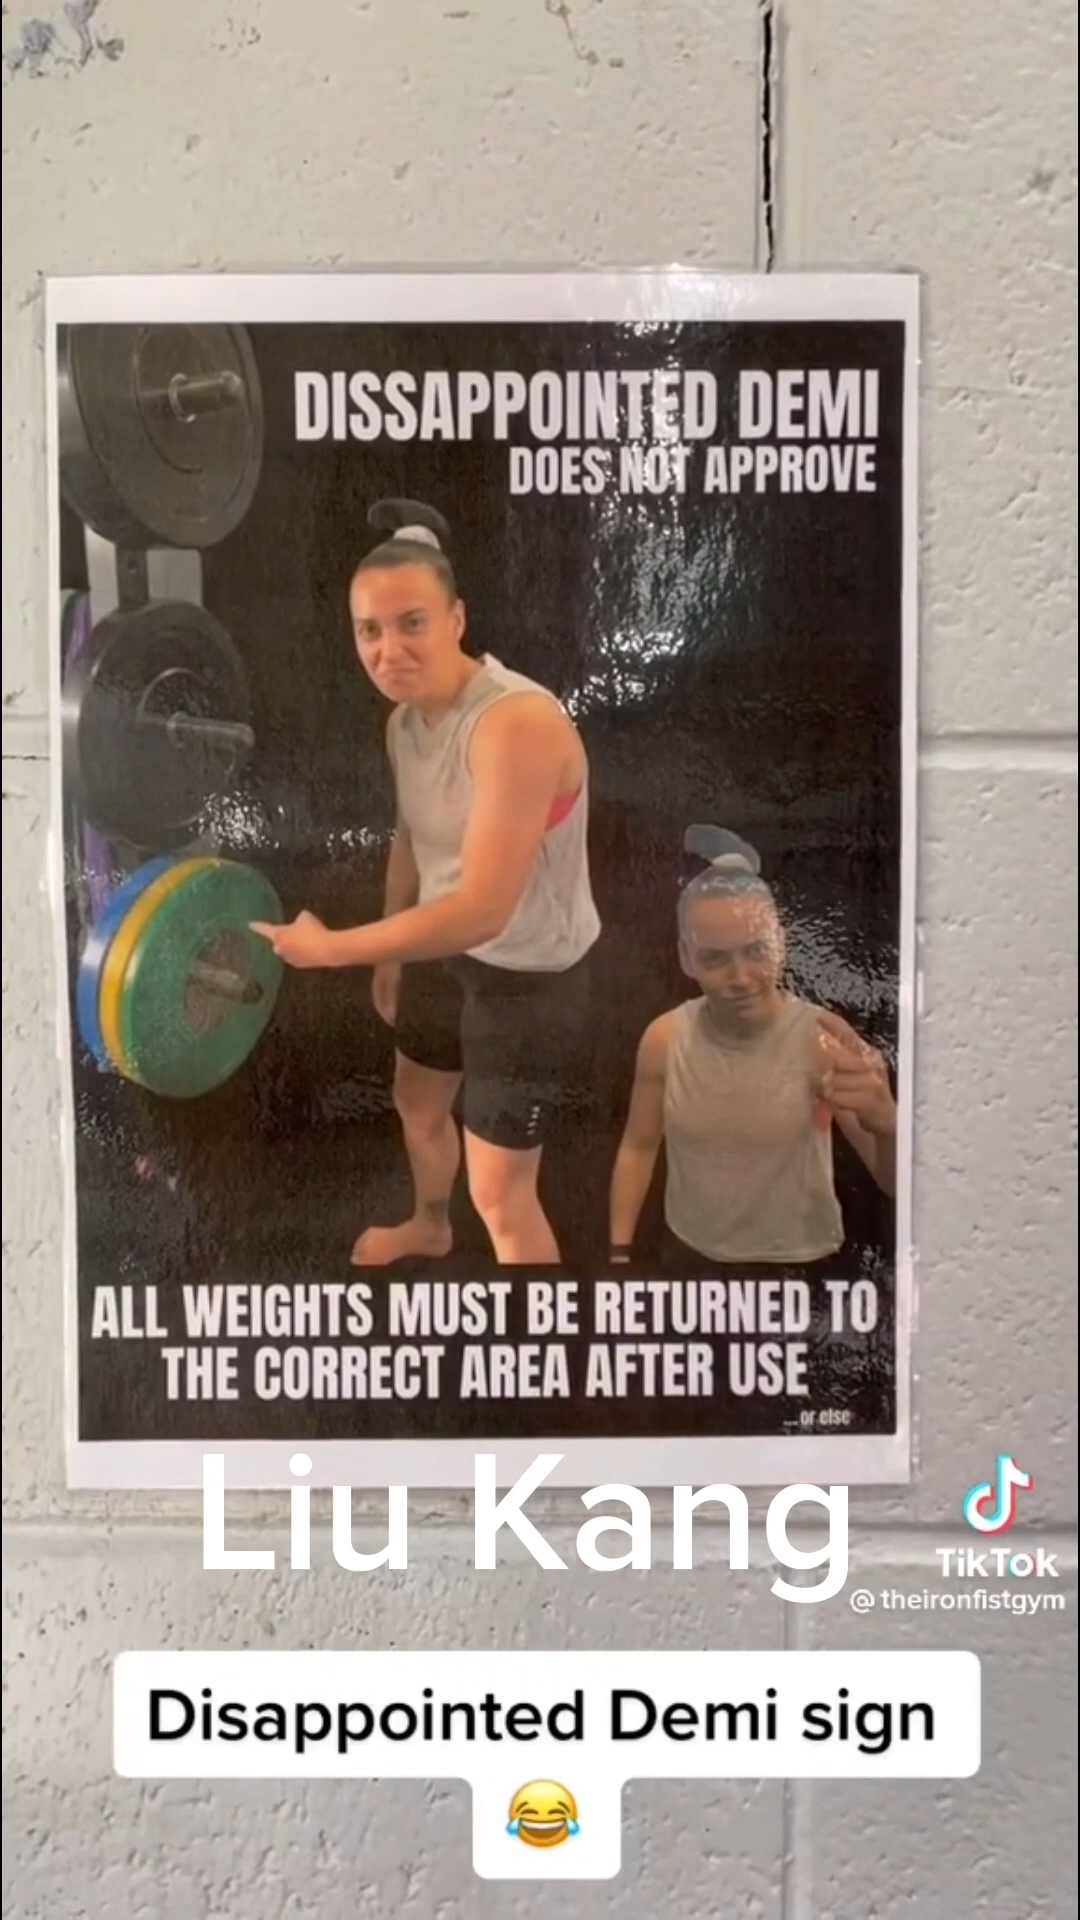 DISSAPPOINTED DEMI
DOES NOT APPROVE
ALL WEIGHTS MUST BE RETURNED TO
THE CORRECT AREA AFTER USE
....or else
Liu Kang
TikTok
@theironfistgym
Disappointed Demi sign
😂